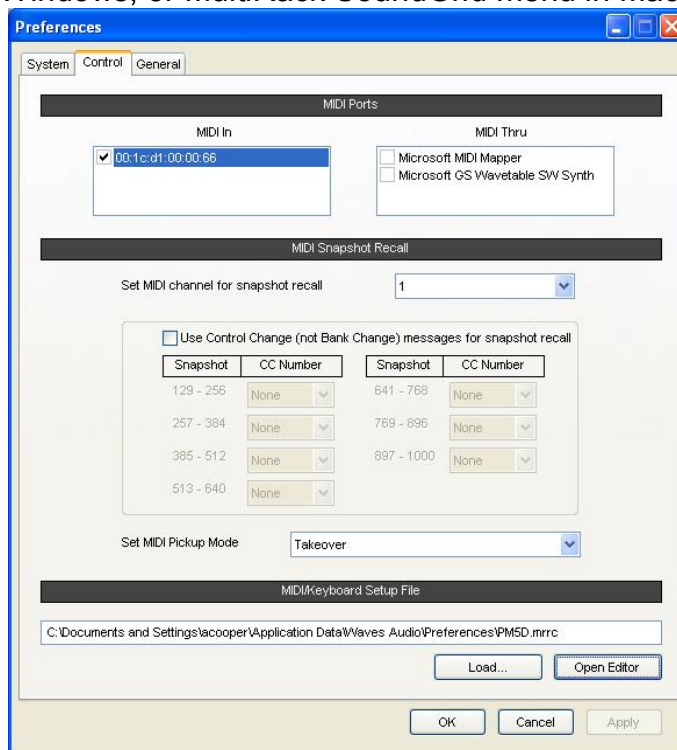 Preferences
System Control General
MIDI Ports
MIDI In MIDI Thru
00:1c:d1:00:00:66 Microsoft MIDI Mapper
Microsoft GS Wavetable SW Synth
MIDI Snapshot Recall
Set MIDI channel for snapshot recall 1
Use Control Change (not Bank Change) messages for snapshot recall
Snapshot CC Number Snapshot CC Number
129 - 256 None 641 - 768 None
257 - 384 None 769 - 896 None
385 - 512 None 897 - 1000 None
513 - 640 None
Set MIDI Pickup Mode Takeover
MIDI/Keyboard Setup File
C:\Documents and Settings\acooper\Application Data\Waves Audio\Preferences\PM5D.mrrc
Load... Open Editor
OK Cancel Apply